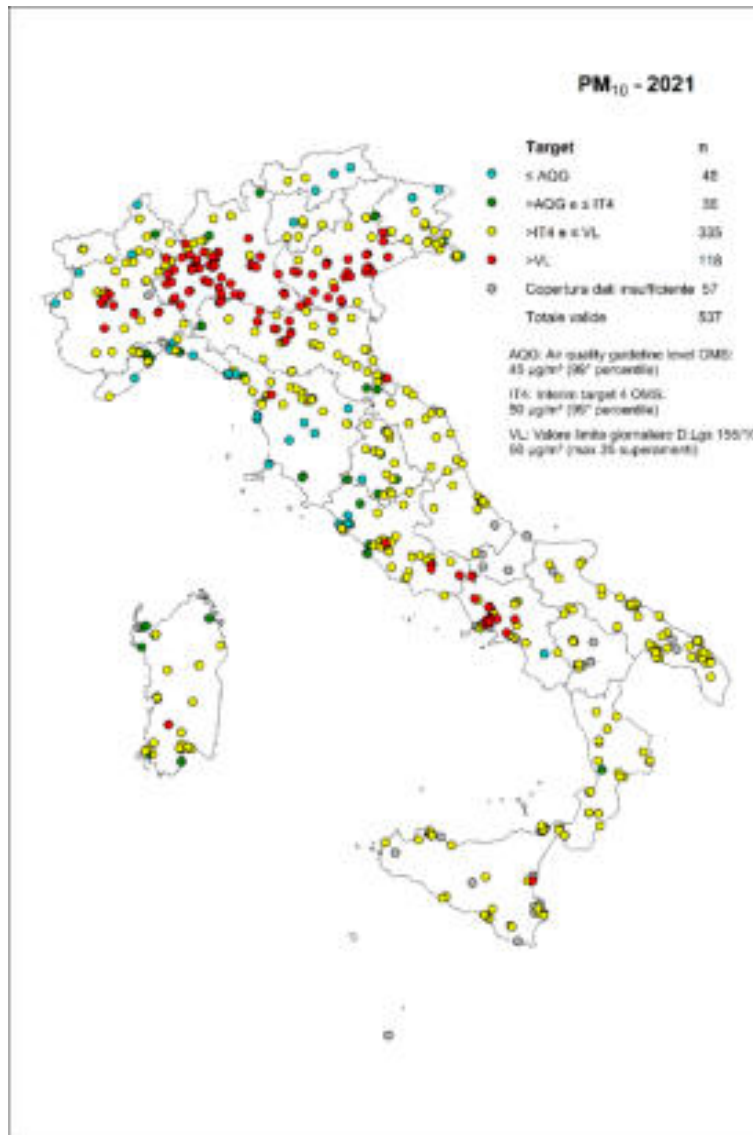 PM₁₀ - 2021
Target n
≤ AQG 48
>AQG e ≤ IT4 36
>IT4 e ≤ VL 335
>VL 118
Copertura dati insufficiente 57
Totale valide 537
AQG: Air quality guideline level OMS:
45 µg/m³ (99° percentile)
IT4: Interim target 4 OMS:
50 µg/m³ (99° percentile)
VL: Valore limite giornaliero D.Lgs 155/10
50 µg/m³ (max 35 superamenti)